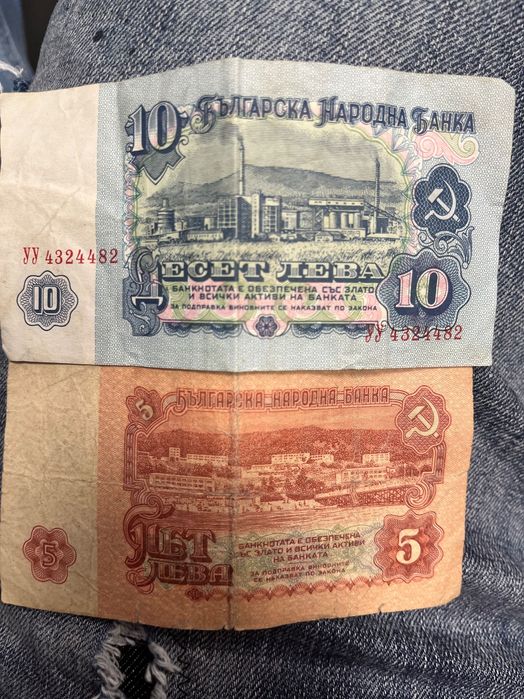 10 БЪЛГАРСКА НАРОДНА БАНКА
УУ 4324482
ДЕСЕТ ЛЕВА
БАНКНОТАТА Е ОБЕЗПЕЧЕНА СЪС ЗЛАТО
И ВСИЧКИ АКТИВИ НА БАНКАТА
ЗА ПОДПРАВКА ВИНОВНИТЕ СЕ НАКАЗВАТ ПО ЗАКОНА
10
10
УУ 4324482
5 БЪЛГАРСКА НАРОДНА БАНКА
ПЕТ
ЛЕВА
БАНКНОТАТА Е ОБЕЗПЕЧЕНА
СЪС ЗЛАТО И ВСИЧКИ АКТИВИ
НА БАНКАТА
ЗА ПОДПРАВКА ВИНОВНИТЕ
СЕ НАКАЗВАТ ПО ЗАКОНА
5
5